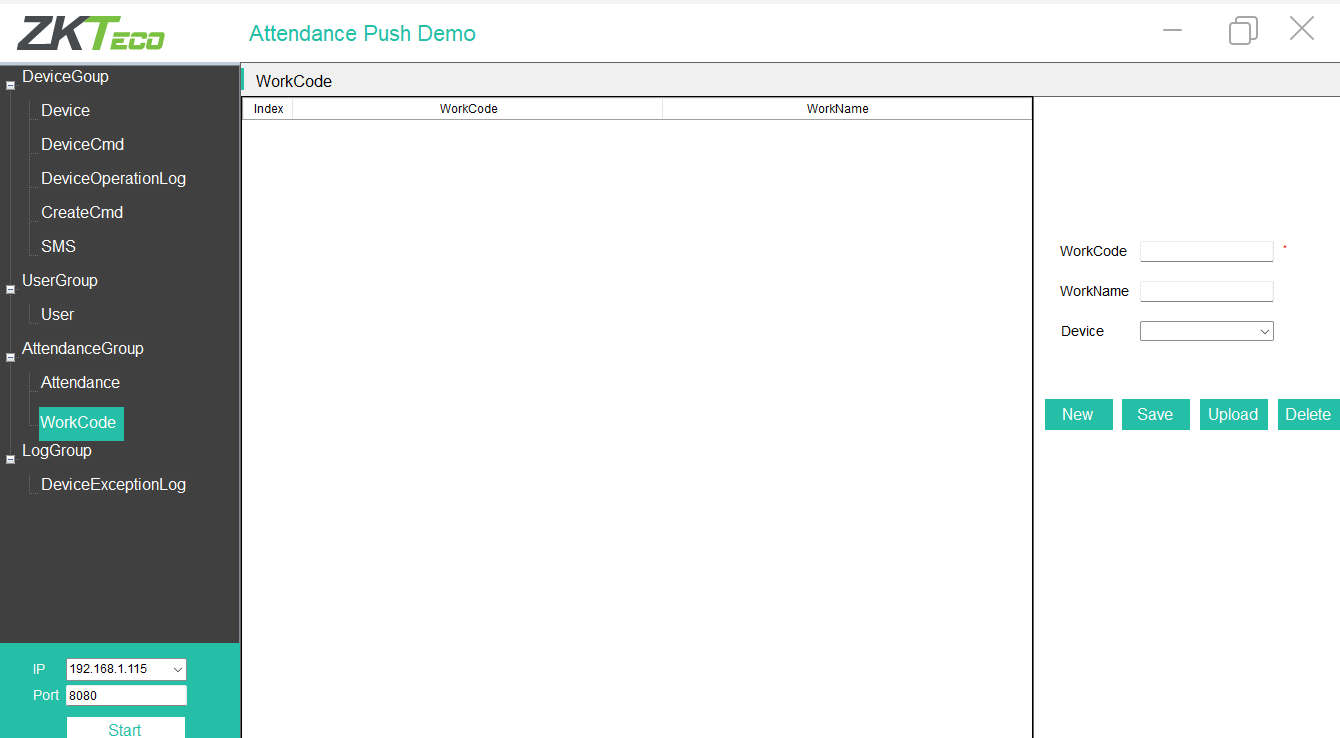 ZKTECO
Attendance Push Demo
DeviceGoup
Device
DeviceCmd
DeviceOperationLog
CreateCmd
SMS
UserGroup
User
AttendanceGroup
Attendance
WorkCode
LogGroup
DeviceExceptionLog
IP 192.168.1.115
Port 8080
Start
WorkCode
Index WorkCode WorkName
WorkCode *
WorkName
Device
New Save Upload Delete